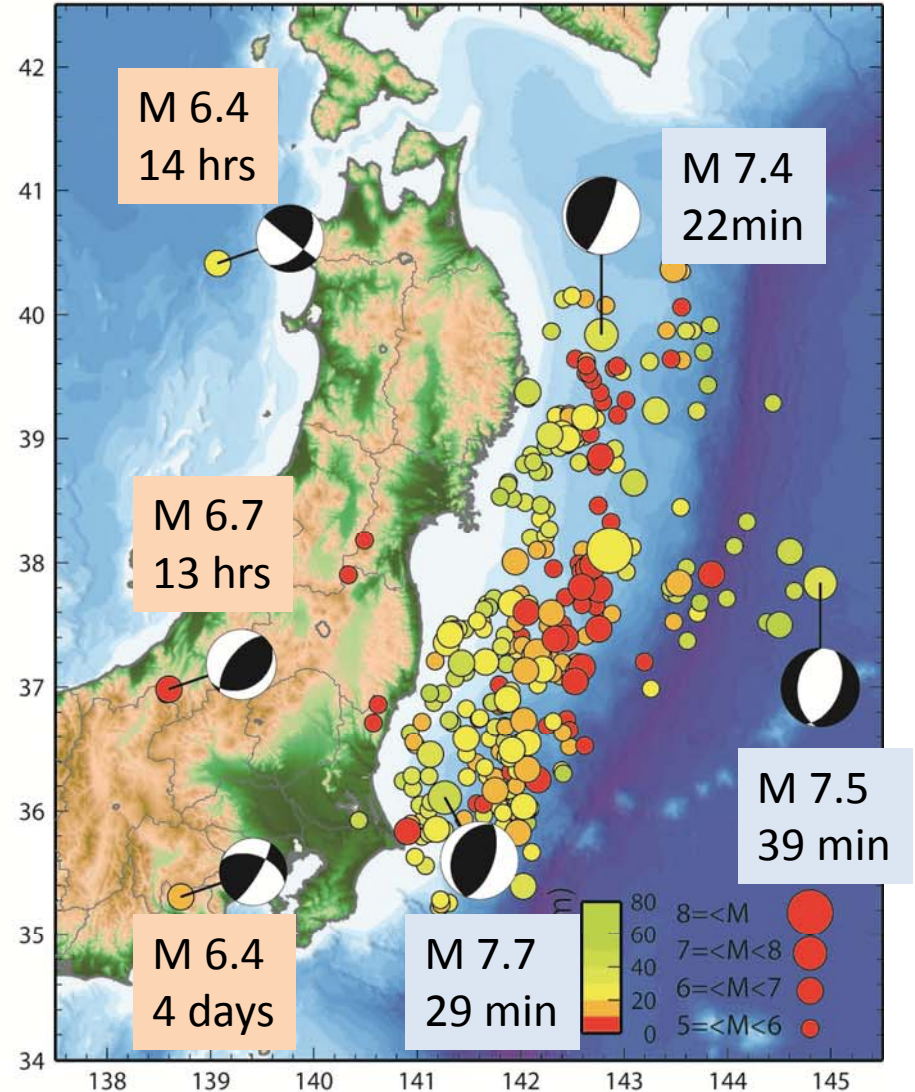 42
41
40
39
38
37
36
35
34
M 6.4
14 hrs
M 7.4
22min
M 6.7
13 hrs
M 7.5
39 min
M 6.4
4 days
M 7.7
29 min
80
60
40
20
0
8=<M
7=<M<8
6=<M<7
5=<M<6
138 139 140 141 142 143 144 145